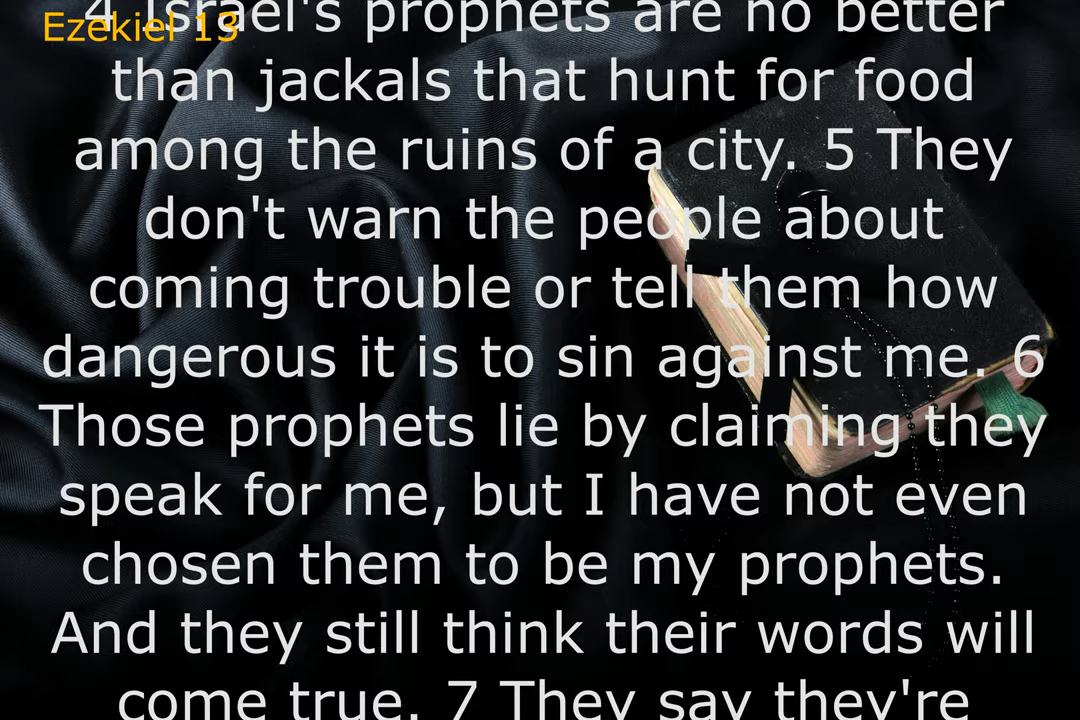 Ezekiel 13
4 Israel's prophets are no better
than jackals that hunt for food
among the ruins of a city. 5 They
don't warn the people about
coming trouble or tell them how
dangerous it is to sin against me. 6
Those prophets lie by claiming they
speak for me, but I have not even
chosen them to be my prophets.
And they still think their words will
come true. 7 They say they're